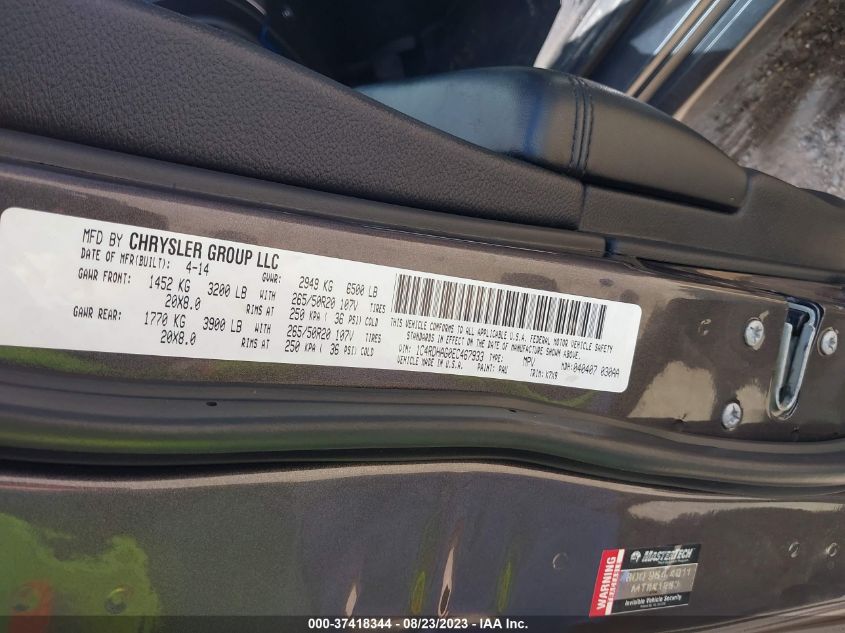 MFD BY CHRYSLER GROUP LLC
DATE OF MFR(BUILT): 4-14 GVWR: 2948 KG 6500 LB
GAWR FRONT: 1452 KG 3200 LB WITH 265/50R20 107V TIRES
20X8.0 RIMS AT 250 KPA ( 36 PSI) COLD
GAWR REAR: 1770 KG 3900 LB WITH 265/50R20 107V TIRES
20X8.0 RIMS AT 250 KPA ( 36 PSI) COLD
THIS VEHICLE CONFORMS TO ALL APPLICABLE U.S.A. FEDERAL MOTOR VEHICLE SAFETY
STANDARDS IN EFFECT ON THE DATE OF MANUFACTURE SHOWN ABOVE.
VIN: 1C4RDHAG0EC467933 TYPE: MPV MDH: 040407 030AA
VEHICLE MADE IN U.S.A. PAINT: PAU TRIM: K7X9
WARNING
MASTERTECH
Invisible Vehicle Security
000-37418344 - 08/23/2023 - IAA Inc.